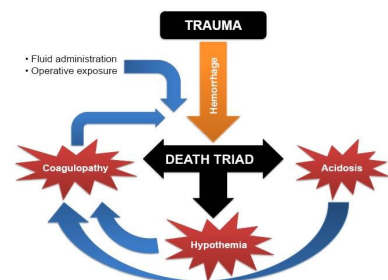 TRAUMA
• Fluid administration
• Operative exposure
Hemorrhage
Coagulopathy
DEATH TRIAD
Acidosis
Hypothemia